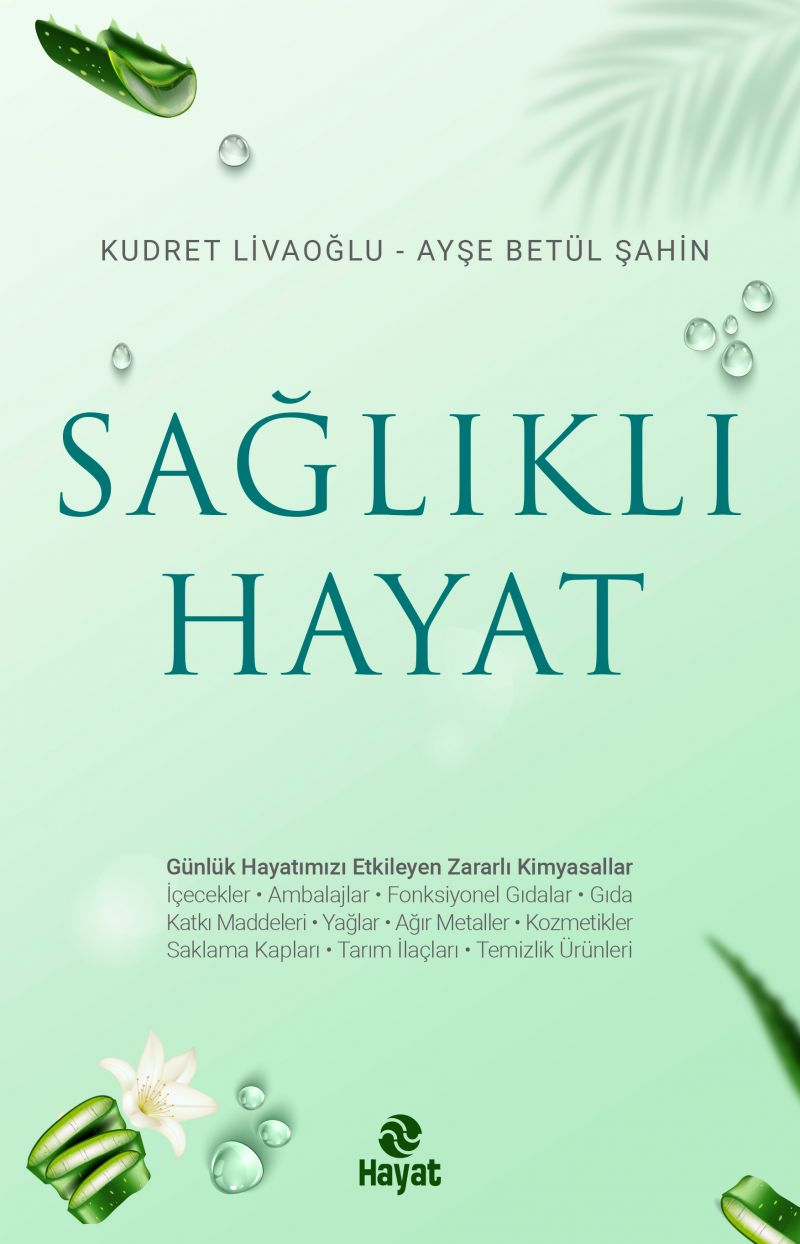 KUDRET LİVAOĞLU - AYŞE BETÜL ŞAHİN
SAĞLIKLI
HAYAT
Günlük Hayatımızı Etkileyen Zararlı Kimyasallar
İçecekler • Ambalajlar • Fonksiyonel Gıdalar • Gıda
Katkı Maddeleri • Yağlar • Ağır Metaller • Kozmetikler
Saklama Kapları • Tarım İlaçları • Temizlik Ürünleri
Hayat